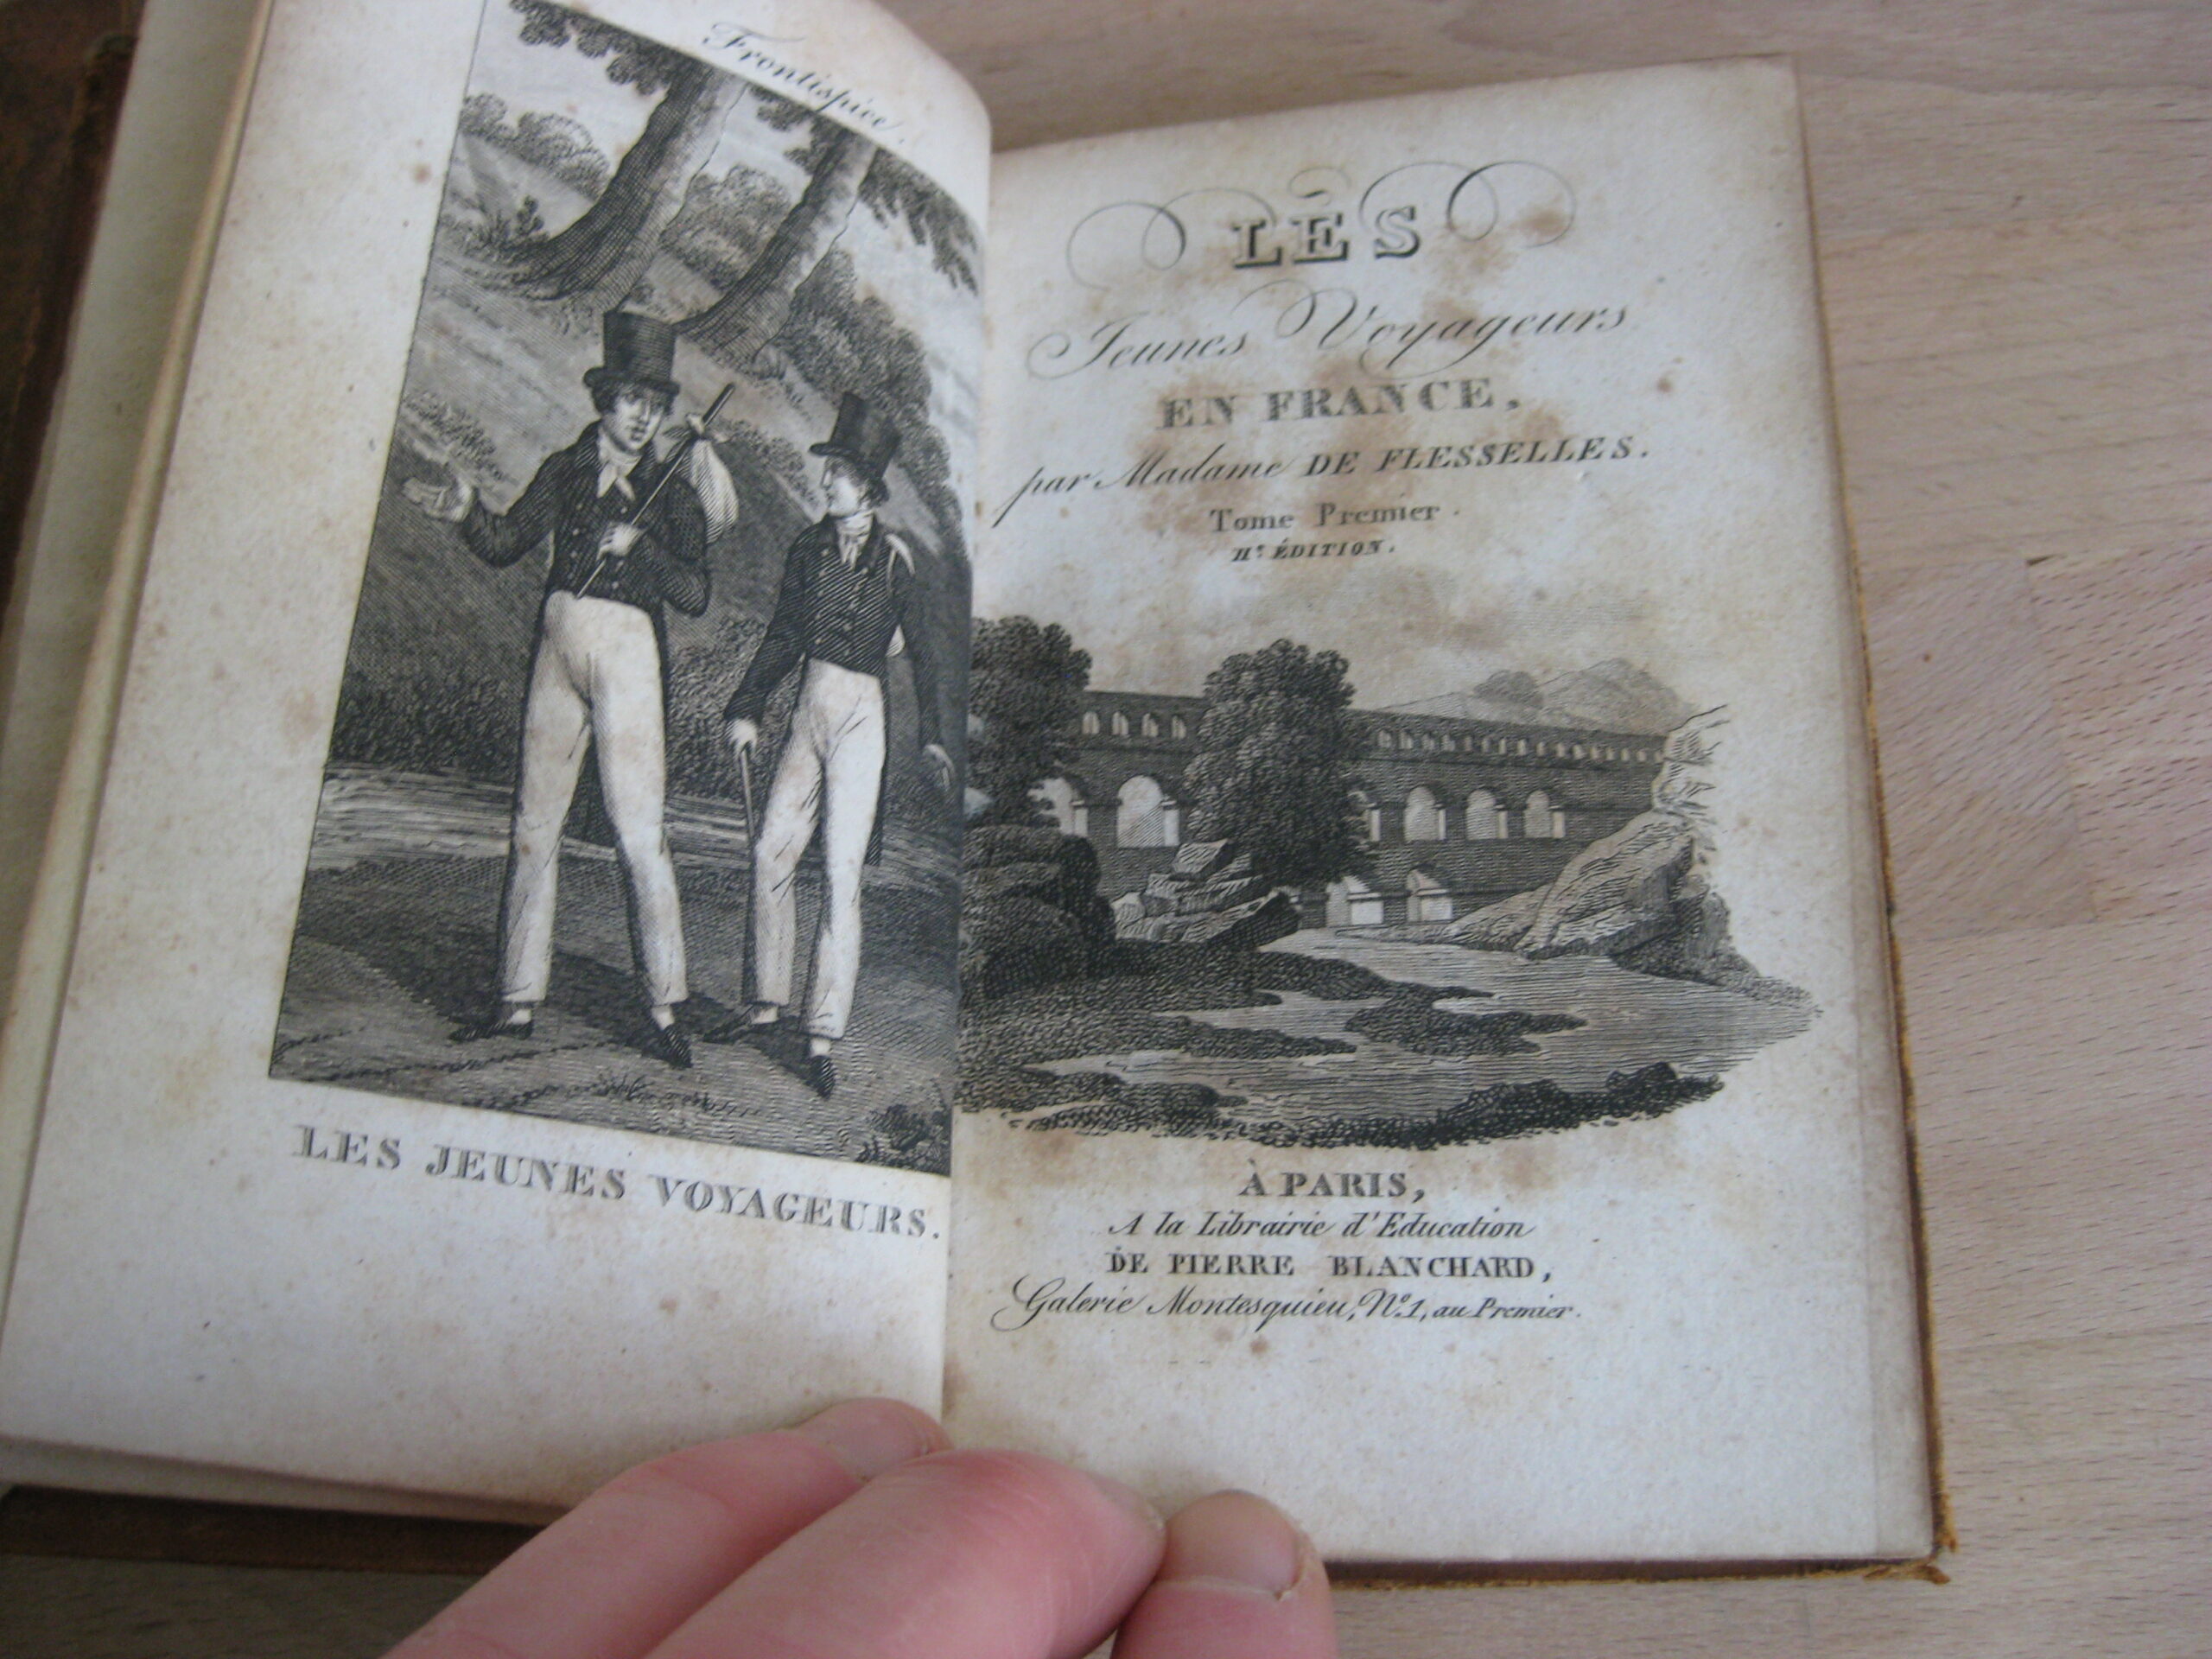 Frontispice.
LES JEUNES VOYAGEURS.
LES
Jeunes Voyageurs
EN FRANCE,
par Madame DE FLESSELLES.
Tome Premier.
IIe ÉDITION.
À PARIS,
A la Librairie d'Education
DE PIERRE BLANCHARD,
Galerie Montesquieu, No. 1, au Premier.